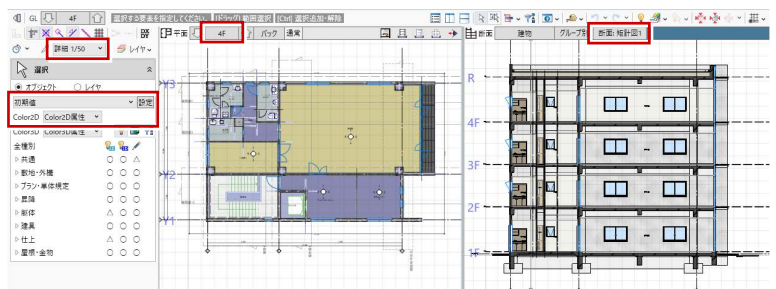 GL 4F 選択する要素を指定してください。 [ドラッグ]:動画選択 [Ctrl]:選択追加・解除
詳細 1/50 レイヤ
平面 4F バック 通常
断面 建物 グループ別 断面: 矩計図1
選択
オブジェクト レイヤ
初期値 設定
Color2D Color2D属性
Color3D Color3D属性
全種別
共通
敷地・外構
プラン・単体規定
昇降
躯体
建具
仕上
屋根・金物
Y3
Y2
Y1
R
4F
3F
2F
1F